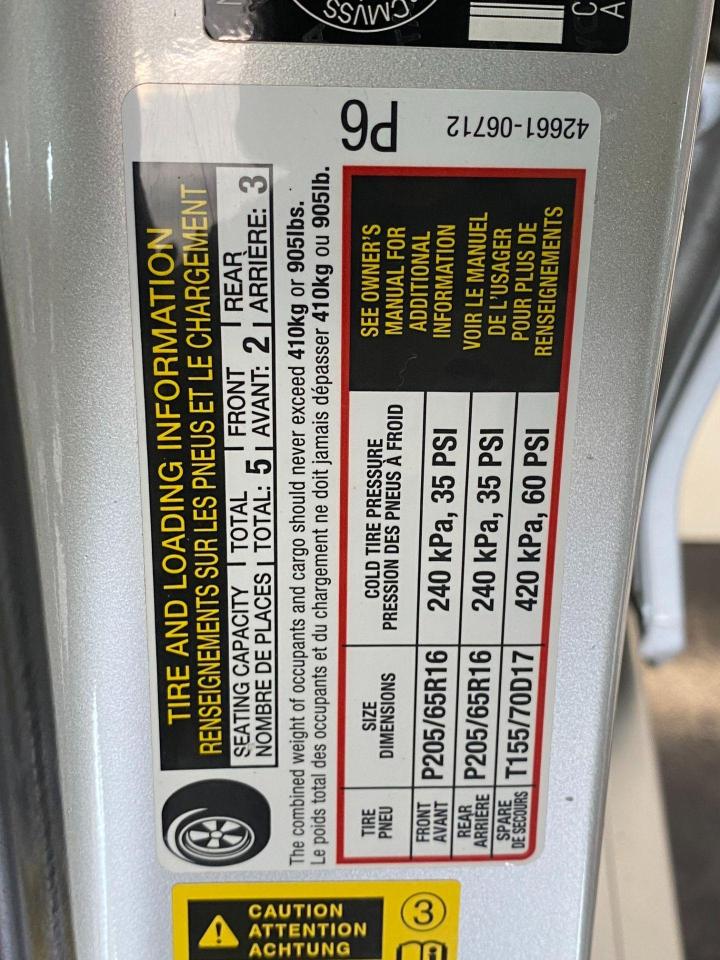 CMVSS
P6
42661-06712
TIRE AND LOADING INFORMATION
RENSEIGNEMENTS SUR LES PNEUS ET LE CHARGEMENT
SEATING CAPACITY | TOTAL | FRONT | REAR
NOMBRE DE PLACES | TOTAL: 5 | AVANT: 2 | ARRIÈRE: 3
The combined weight of occupants and cargo should never exceed 410kg or 905lbs.
Le poids total des occupants et du chargement ne doit jamais dépasser 410kg ou 905lb.
TIRE
PNEU
SIZE
DIMENSIONS
COLD TIRE PRESSURE
PRESSION DES PNEUS À FROID
FRONT
AVANT
P205/65R16
240 kPa, 35 PSI
REAR
ARRIÈRE
P205/65R16
240 kPa, 35 PSI
SPARE
DE SECOURS
T155/70D17
420 kPa, 60 PSI
SEE OWNER'S
MANUAL FOR
ADDITIONAL
INFORMATION
VOIR LE MANUEL
DE L'USAGER
POUR PLUS DE
RENSEIGNEMENTS
CAUTION
ATTENTION
ACHTUNG
3